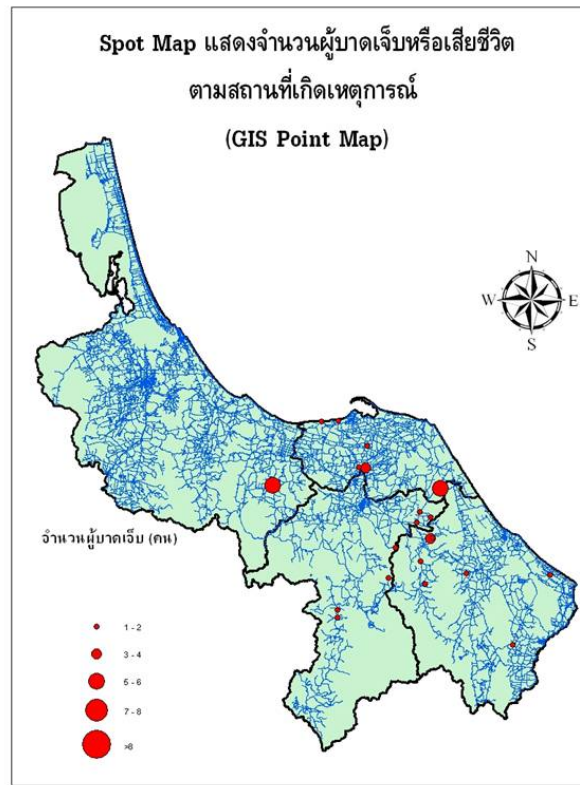 Spot Map แสดงจำนวนผู้บาดเจ็บหรือเสียชีวิต
ตามสถานที่เกิดเหตุการณ์
(GIS Point Map)
N
W E
S
จำนวนผู้บาดเจ็บ (คน)
1 - 2
3 - 4
5 - 6
7 - 8
>8